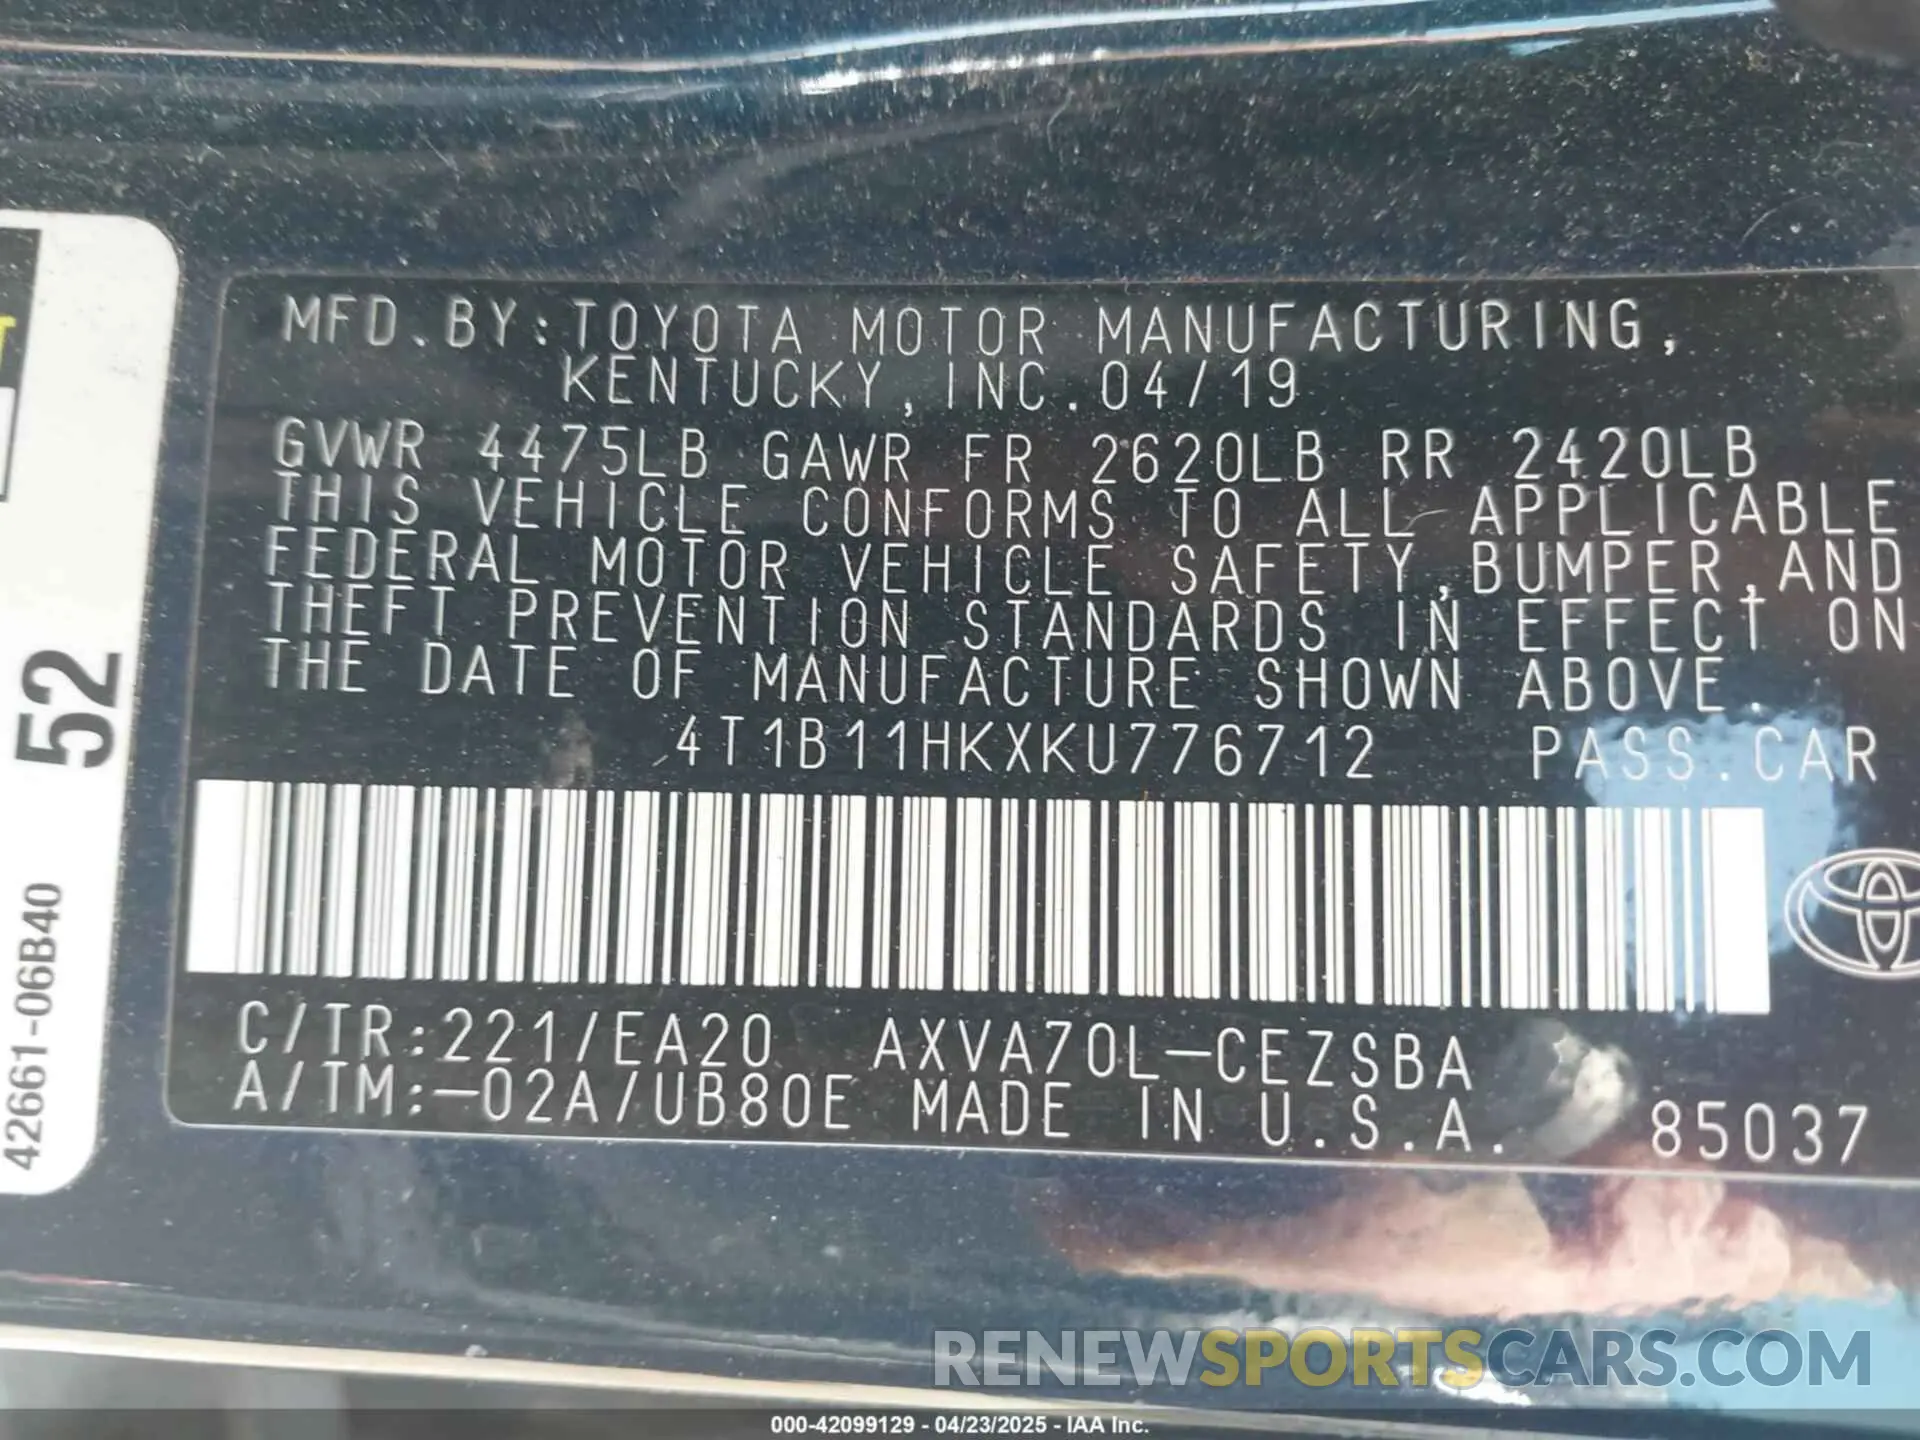 MFD.BY:TOYOTA MOTOR MANUFACTURING,
KENTUCKY,INC.04/19
GVWR 4475LB GAWR FR 2620LB RR 2420LB
THIS VEHICLE CONFORMS TO ALL APPLICABLE
FEDERAL MOTOR VEHICLE SAFETY,BUMPER,AND
THEFT PREVENTION STANDARDS IN EFFECT ON
THE DATE OF MANUFACTURE SHOWN ABOVE.
4T1B11HKXKU776712 PASS.CAR
C/TR:221/EA20 AXVA70L-CEZSBA
A/TM:-02A/UB80E MADE IN U.S.A.
85037
52
42661-06B40
RENEWSPORTSCARS.COM
000-42099129 - 04/23/2025 - IAA Inc.